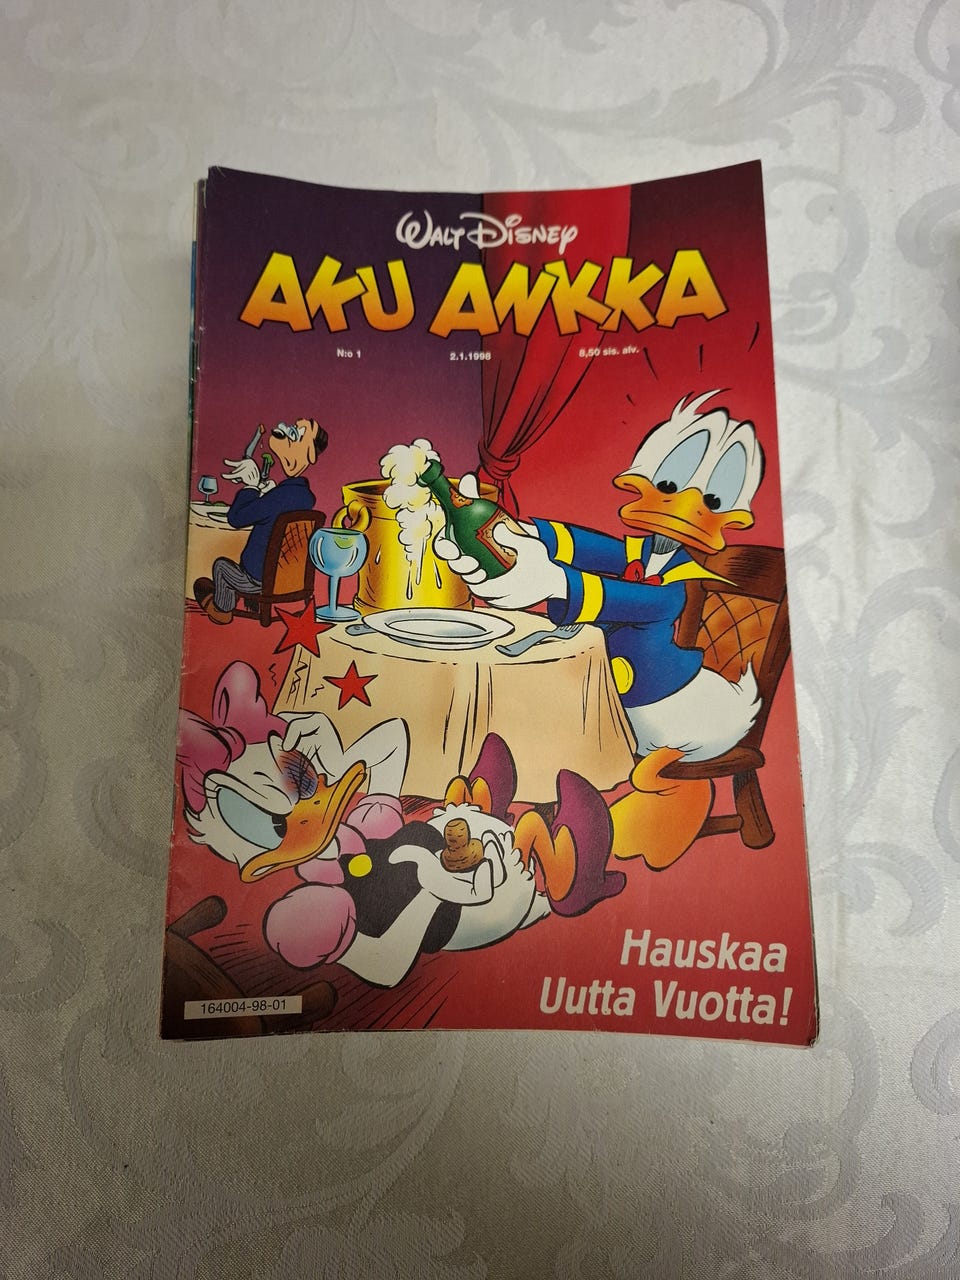 WALT DISNEY
AKU ANKKA
N:o 1 2.1.1998 8,50 sis. alv.
Hauskaa
Uutta Vuotta!
164004-98-01